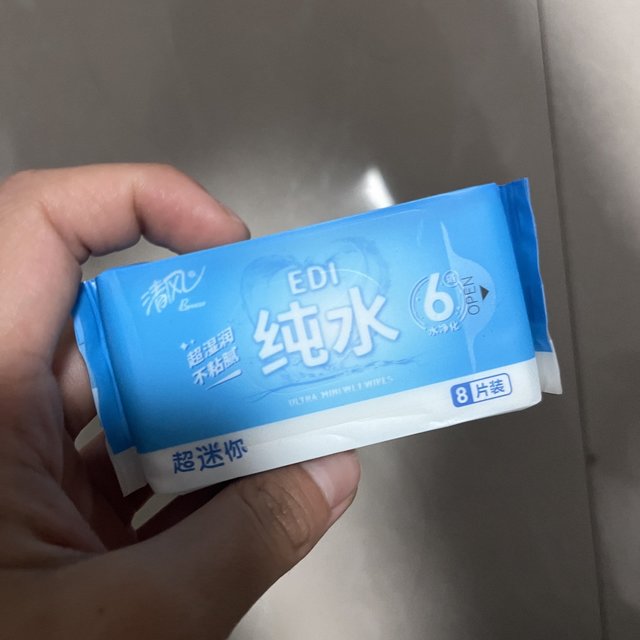 清风
EDI
纯水
超湿润
不粘腻
6层
水净化
OPEN
ULTRA MINI WET WIPES
8片装
超迷你